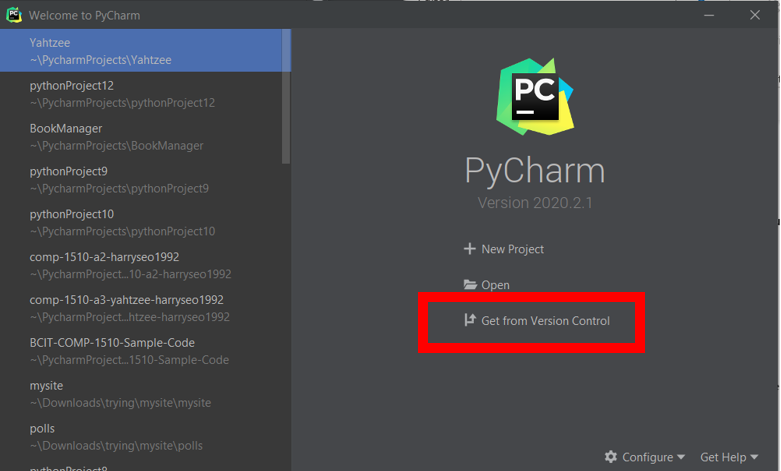 Welcome to PyCharm
Yahtzee
~\PycharmProjects\Yahtzee
pythonProject12
~\PycharmProjects\pythonProject12
BookManager
~\PycharmProjects\BookManager
pythonProject9
~\PycharmProjects\pythonProject9
pythonProject10
~\PycharmProjects\pythonProject10
comp-1510-a2-harryseo1992
~\PycharmProject...10-a2-harryseo1992
comp-1510-a3-yahtzee-harryseo1992
~\PycharmProject...htzee-harryseo1992
BCIT-COMP-1510-Sample-Code
~\PycharmProject...1510-Sample-Code
mysite
~\Downloads\trying\mysite\mysite
polls
~\Downloads\trying\mysite\polls
pythonProject8
PC
PyCharm
Version 2020.2.1
New Project
Open
Get from Version Control
Configure
Get Help